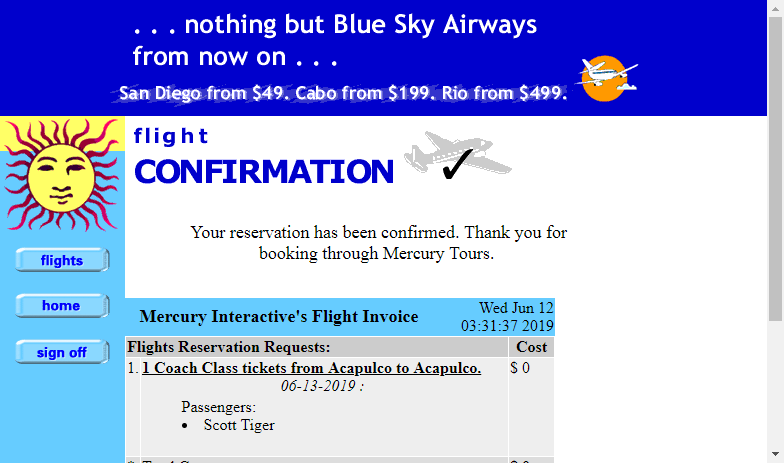 . . . nothing but Blue Sky Airways
from now on . . .
San Diego from $49. Cabo from $199. Rio from $499.
flight
CONFIRMATION
Your reservation has been confirmed. Thank you for
booking through Mercury Tours.
flights
home
sign off
Mercury Interactive's Flight Invoice
Wed Jun 12
03:31:37 2019
Flights Reservation Requests: Cost
1. 1 Coach Class tickets from Acapulco to Acapulco. $ 0
06-13-2019 :
Passengers:
• Scott Tiger